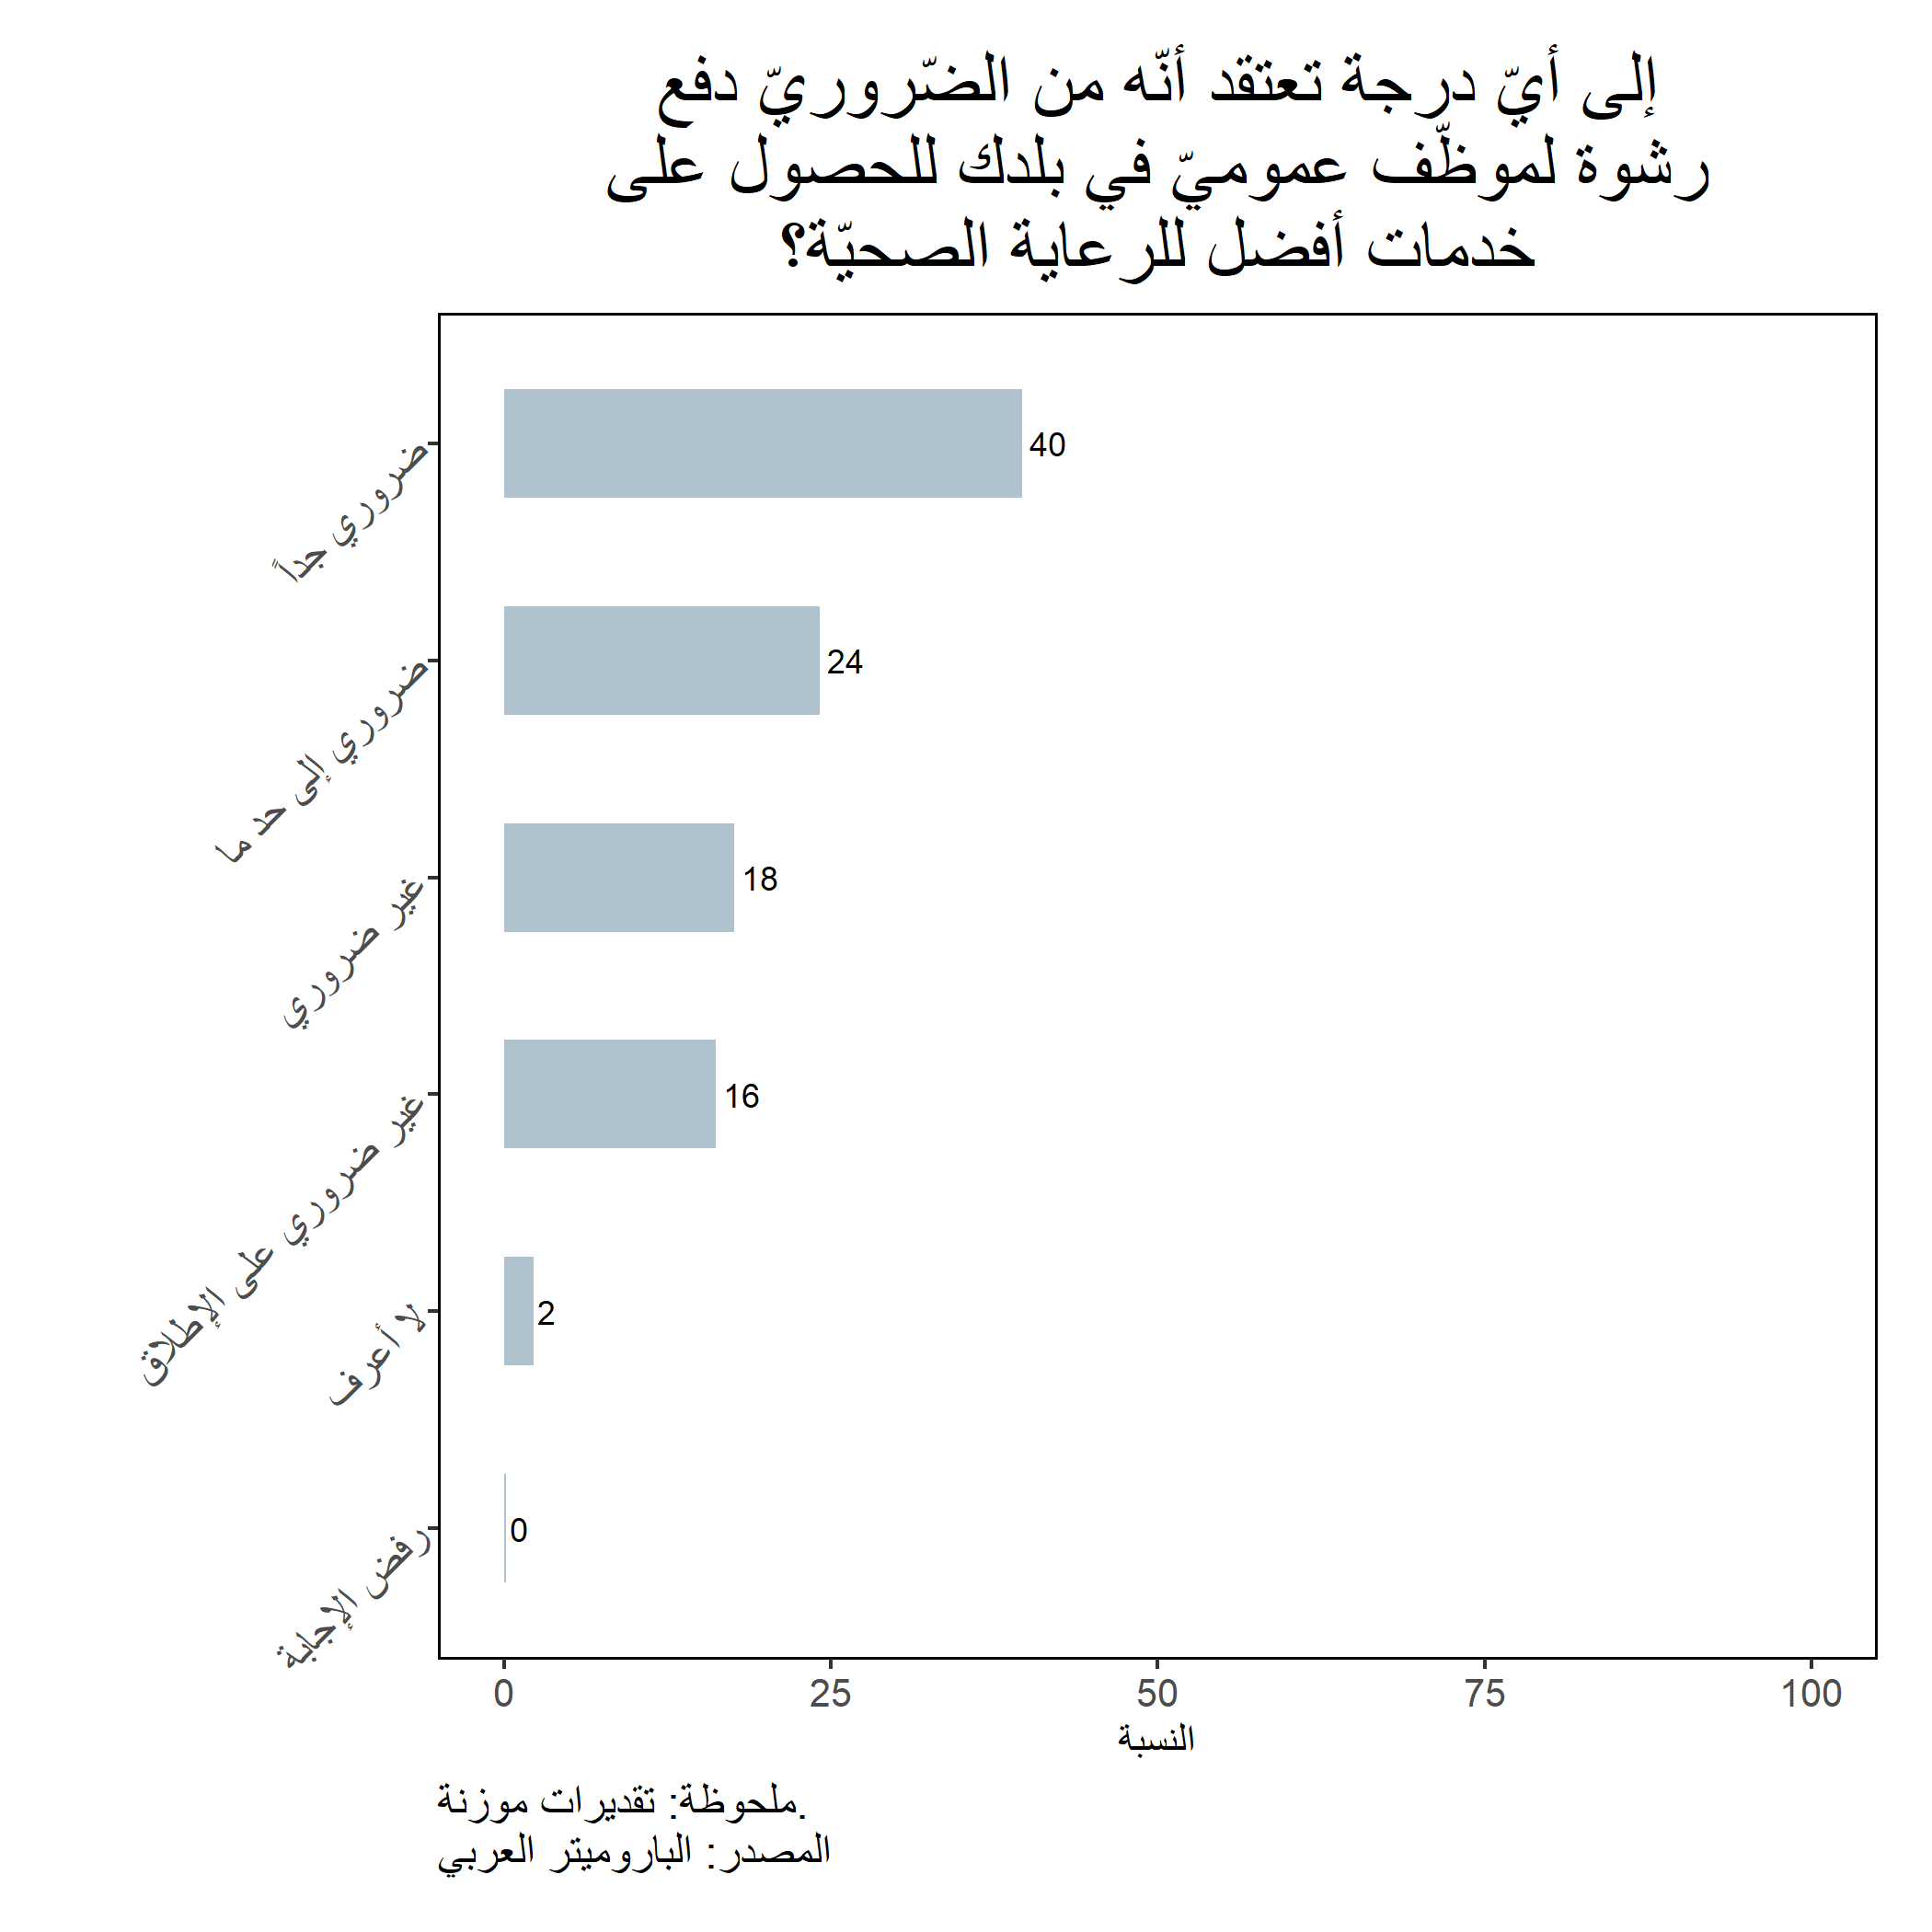 إلى أيّ درجة تعتقد أنّه من الضّروريّ دفع
رشوة لموظّف عموميّ في بلدك للحصول على
خدمات أفضل للرعاية الصحيّة؟
ضروري جداً
40
ضروري إلى حد ما
24
غير ضروري
18
غير ضروري على الإطلاق
16
لا أعرف
2
رفض الإجابة
0
0 25 50 75 100
النسبة
ملحوظة: تقديرات موزنة.
المصدر: الباروميتر العربي